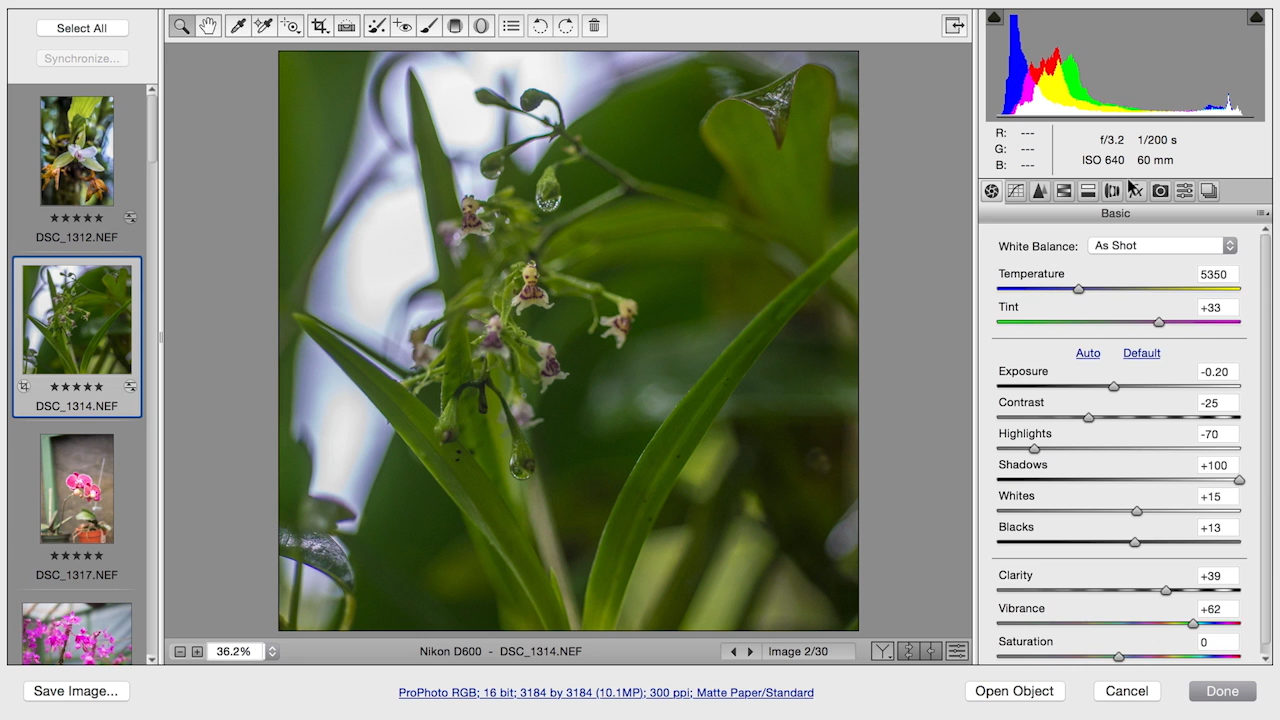 Select All
Synchronize...
★★★★★
DSC_1312.NEF
★★★★★
DSC_1314.NEF
★★★★★
DSC_1317.NEF
36.2%
Nikon D600 - DSC_1314.NEF
Image 2/30
R: ---
G: ---
B: ---
f/3.2 1/200 s
ISO 640 60 mm
Basic
White Balance: As Shot
Temperature 5350
Tint +33
Auto Default
Exposure -0.20
Contrast -25
Highlights -70
Shadows +100
Whites +15
Blacks +13
Clarity +39
Vibrance +62
Saturation 0
Save Image...
ProPhoto RGB; 16 bit; 3184 by 3184 (10.1MP); 300 ppi; Matte Paper/Standard
Open Object
Cancel
Done